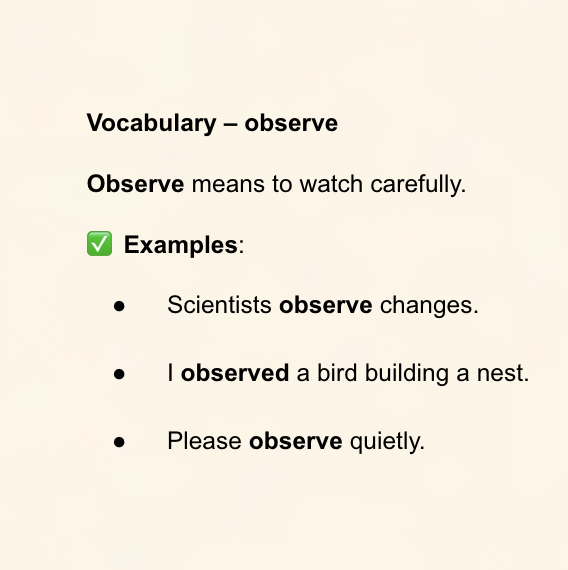 Vocabulary – observe
Observe means to watch carefully.
✅ Examples:
● Scientists observe changes.
● I observed a bird building a nest.
● Please observe quietly.